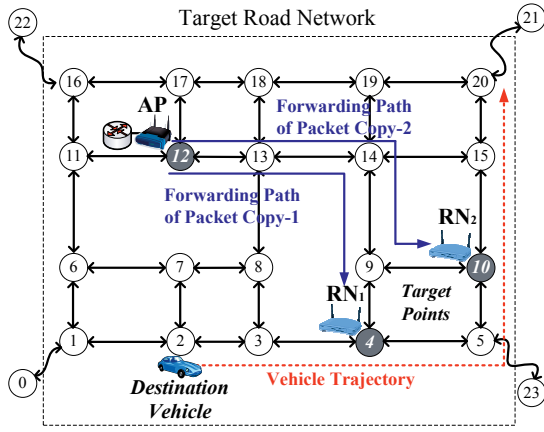 Target Road Network
22
21
16
17
18
19
20
AP
Forwarding Path
of Packet Copy-2
11
12
13
14
15
Forwarding Path
of Packet Copy-1
RN2
6
7
8
9
10
RN1
Target
Points
1
2
3
4
5
0
Destination
Vehicle
Vehicle Trajectory
23